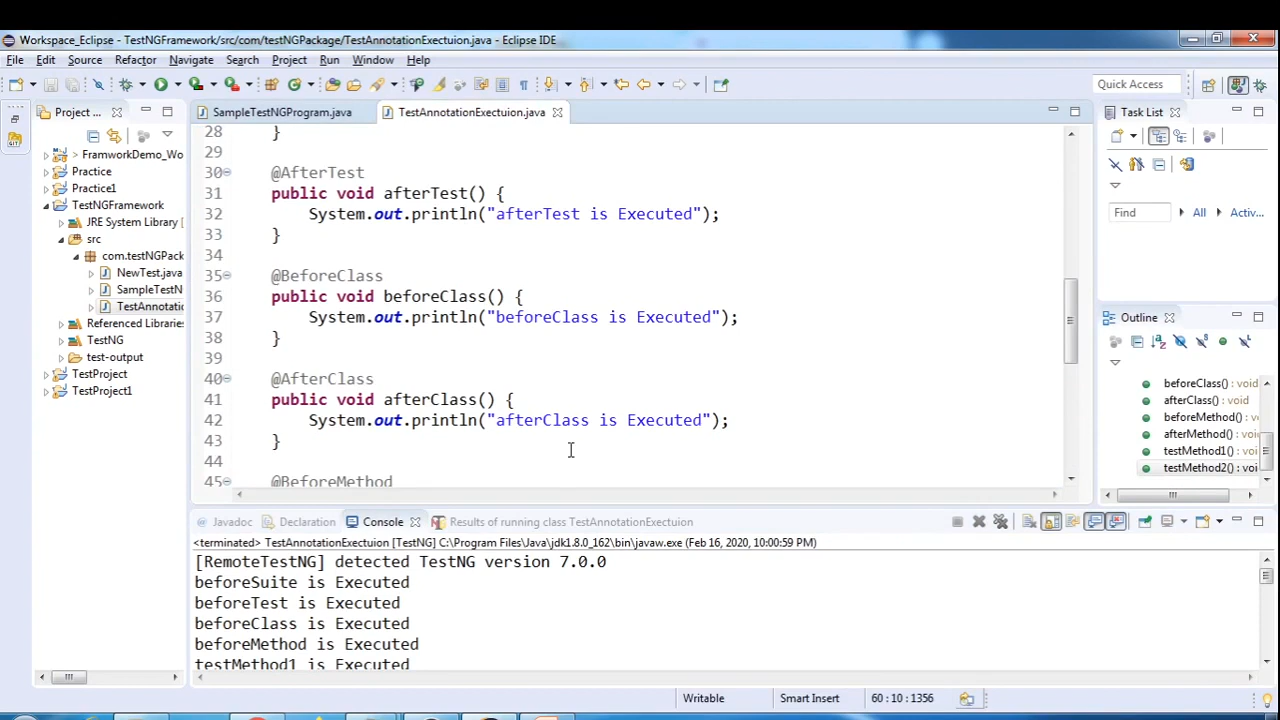 Workspace_Eclipse - TestNGFramework/src/com/testNGPackage/TestAnnotationExectuion.java - Eclipse IDE
File Edit Source Refactor Navigate Search Project Run Window Help
Quick Access
Project ...
> FramworkDemo_Wo
Practice
Practice1
TestNGFramework
JRE System Library [
src
com.testNGPack
NewTest.java
SampleTestN
TestAnnotatic
Referenced Libraries
TestNG
test-output
TestProject
TestProject1
SampleTestNGProgram.java TestAnnotationExectuion.java
28 }
29
30 @AfterTest
31 public void afterTest() {
32 System.out.println("afterTest is Executed");
33 }
34
35 @BeforeClass
36 public void beforeClass() {
37 System.out.println("beforeClass is Executed");
38 }
39
40 @AfterClass
41 public void afterClass() {
42 System.out.println("afterClass is Executed");
43 }
44
45 @BeforeMethod
Task List
Find All Activ...
Outline
beforeClass() : void
afterClass() : void
beforeMethod() :
afterMethod() : vo
testMethod1() : voi
testMethod2() : voi
Javadoc Declaration Console Results of running class TestAnnotationExectuion
<terminated> TestAnnotationExectuion [TestNG] C:\Program Files\Java\jdk1.8.0_162\bin\javaw.exe (Feb 16, 2020, 10:00:59 PM)
[RemoteTestNG] detected TestNG version 7.0.0
beforeSuite is Executed
beforeTest is Executed
beforeClass is Executed
beforeMethod is Executed
testMethod1 is Executed
Writable Smart Insert 60 : 10 : 1356